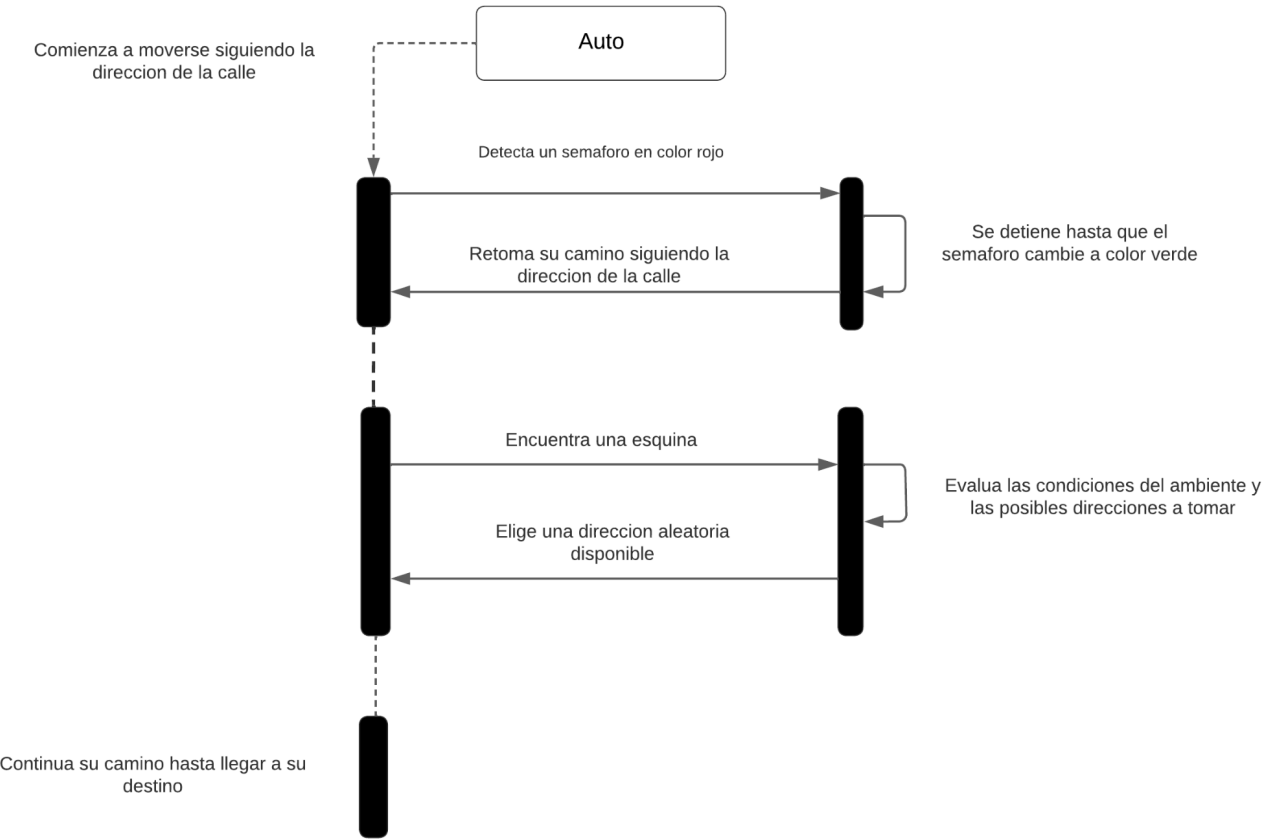 Auto
Comienza a moverse siguiendo la
direccion de la calle
Detecta un semaforo en color rojo
Se detiene hasta que el
semaforo cambie a color verde
Retoma su camino siguiendo la
direccion de la calle
Encuentra una esquina
Evalua las condiciones del ambiente y
las posibles direcciones a tomar
Elige una direccion aleatoria
disponible
Continua su camino hasta llegar a su
destino